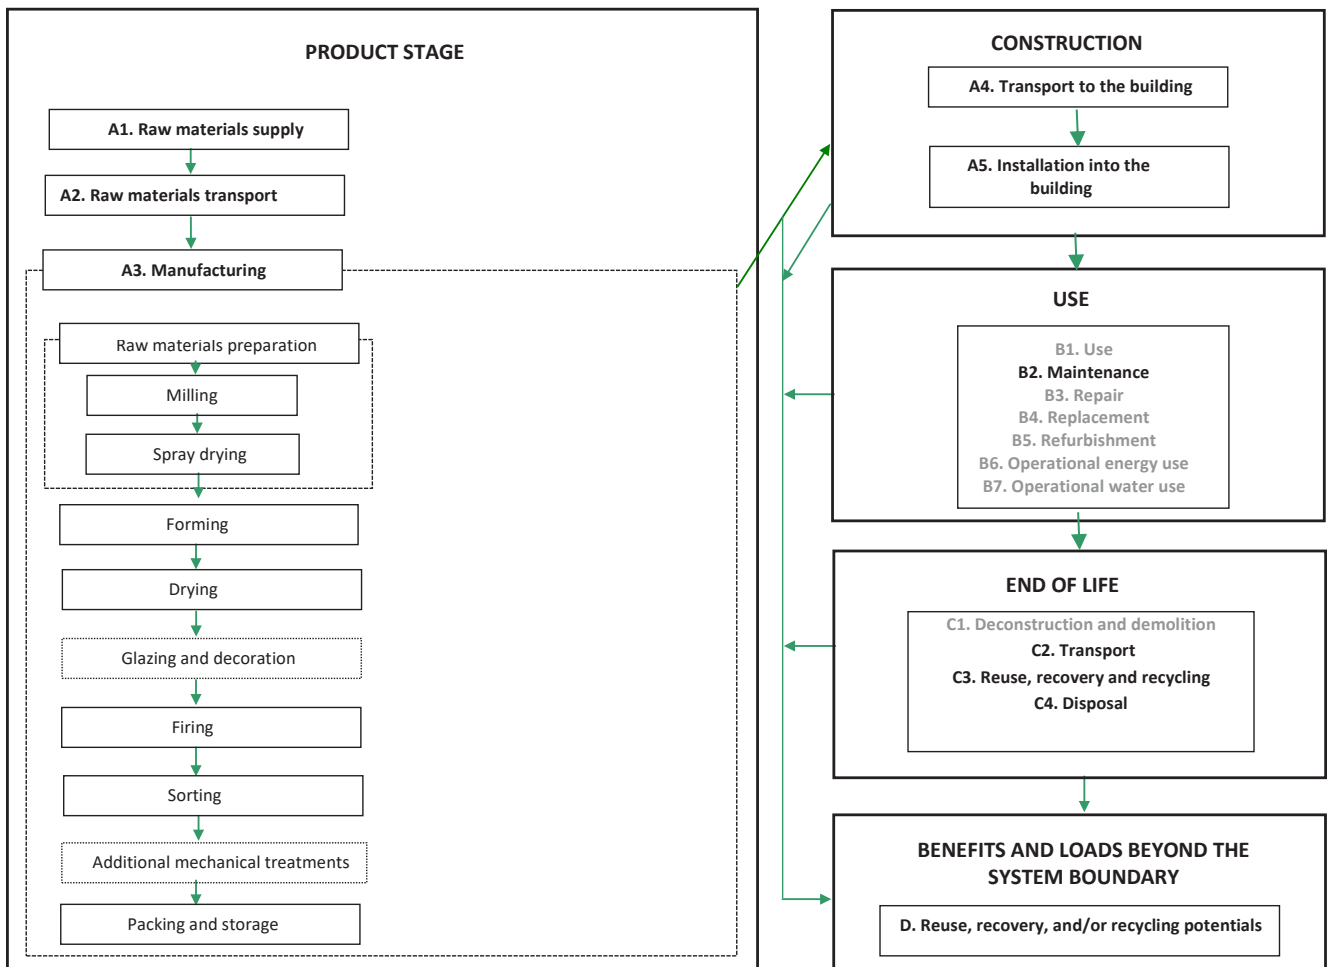 PRODUCT STAGE
A1. Raw materials supply
A2. Raw materials transport
A3. Manufacturing
Raw materials preparation
Milling
Spray drying
Forming
Drying
Glazing and decoration
Firing
Sorting
Additional mechanical treatments
Packing and storage
CONSTRUCTION
A4. Transport to the building
A5. Installation into the
building
USE
B1. Use
B2. Maintenance
B3. Repair
B4. Replacement
B5. Refurbishment
B6. Operational energy use
B7. Operational water use
END OF LIFE
C1. Deconstruction and demolition
C2. Transport
C3. Reuse, recovery and recycling
C4. Disposal
BENEFITS AND LOADS BEYOND THE
SYSTEM BOUNDARY
D. Reuse, recovery, and/or recycling potentials